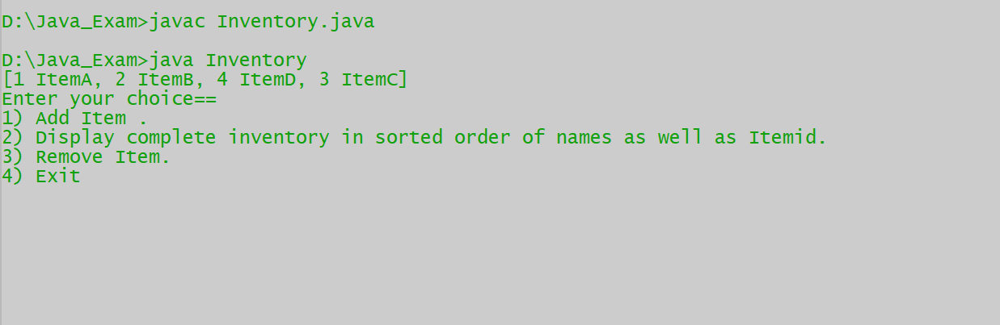 D:\Java_Exam>javac Inventory.java
D:\Java_Exam>java Inventory
[1 ItemA, 2 ItemB, 4 ItemD, 3 ItemC]
Enter your choice==
1) Add Item .
2) Display complete inventory in sorted order of names as well as Itemid.
3) Remove Item.
4) Exit